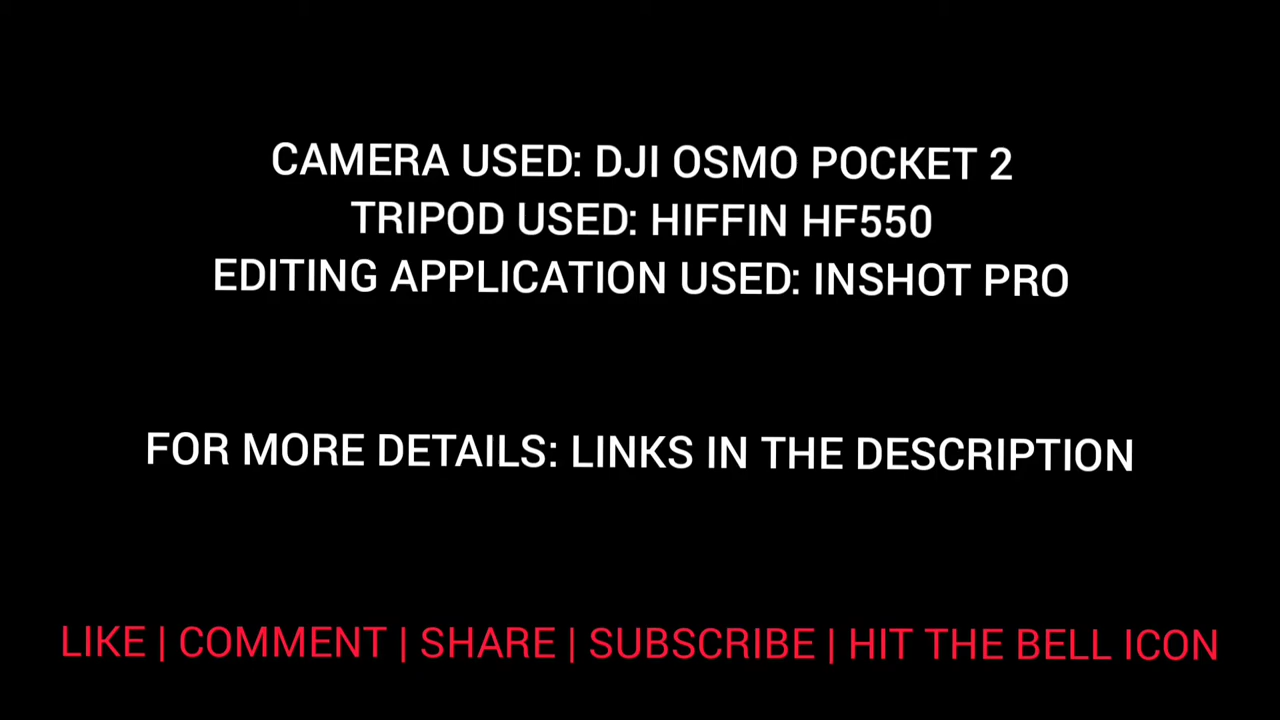 CAMERA USED: DJI OSMO POCKET 2
TRIPOD USED: HIFFIN HF550
EDITING APPLICATION USED: INSHOT PRO
FOR MORE DETAILS: LINKS IN THE DESCRIPTION
LIKE | COMMENT | SHARE | SUBSCRIBE | HIT THE BELL ICON